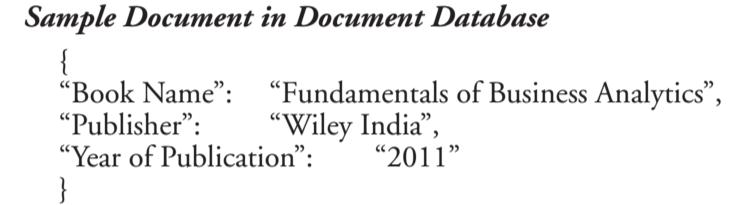 Sample Document in Document Database
{
“Book Name”: “Fundamentals of Business Analytics”,
“Publisher”: “Wiley India”,
“Year of Publication”: “2011”
}